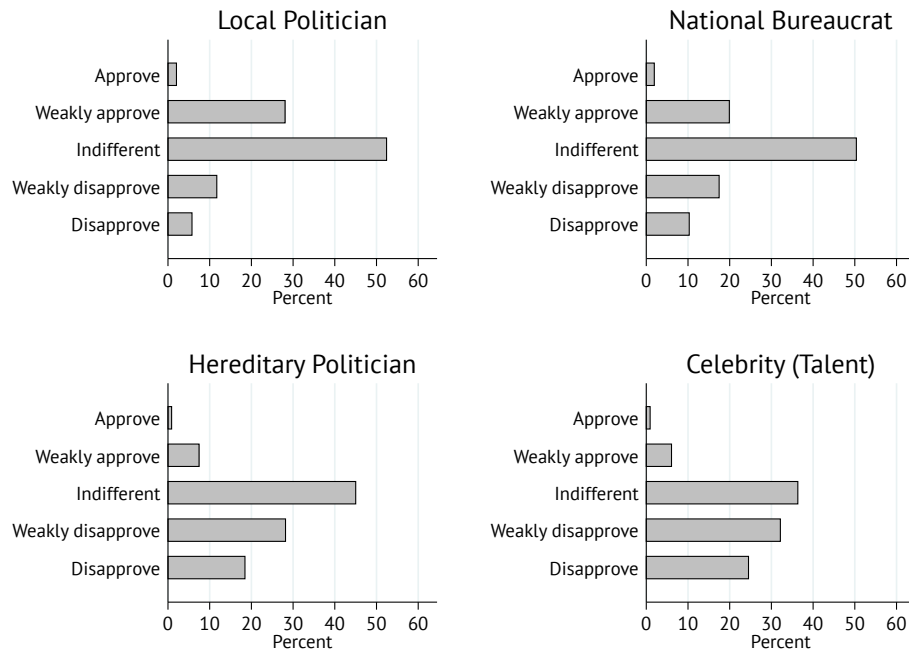 Local Politician
Approve
Weakly approve
Indifferent
Weakly disapprove
Disapprove
0 10 20 30 40 50 60
Percent
National Bureaucrat
Approve
Weakly approve
Indifferent
Weakly disapprove
Disapprove
0 10 20 30 40 50 60
Percent
Hereditary Politician
Approve
Weakly approve
Indifferent
Weakly disapprove
Disapprove
0 10 20 30 40 50 60
Percent
Celebrity (Talent)
Approve
Weakly approve
Indifferent
Weakly disapprove
Disapprove
0 10 20 30 40 50 60
Percent